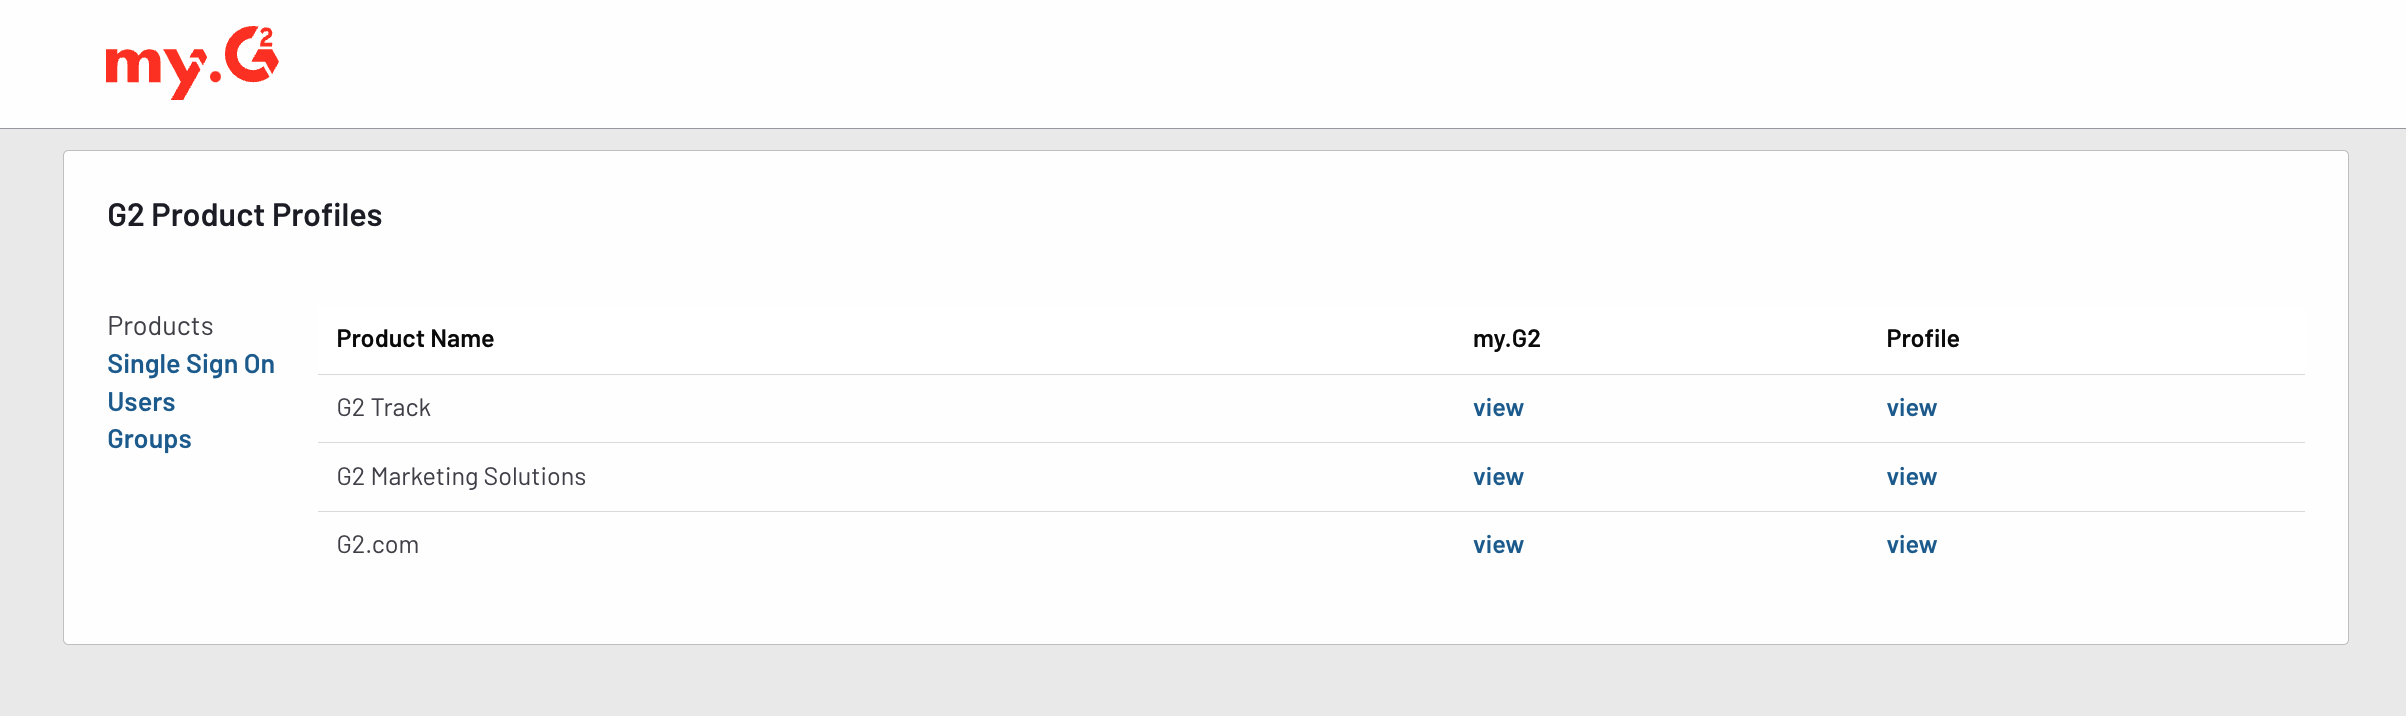 my.G2
G2 Product Profiles
Products
Single Sign On
Users
Groups
Product Name my.G2 Profile
G2 Track view view
G2 Marketing Solutions view view
G2.com view view